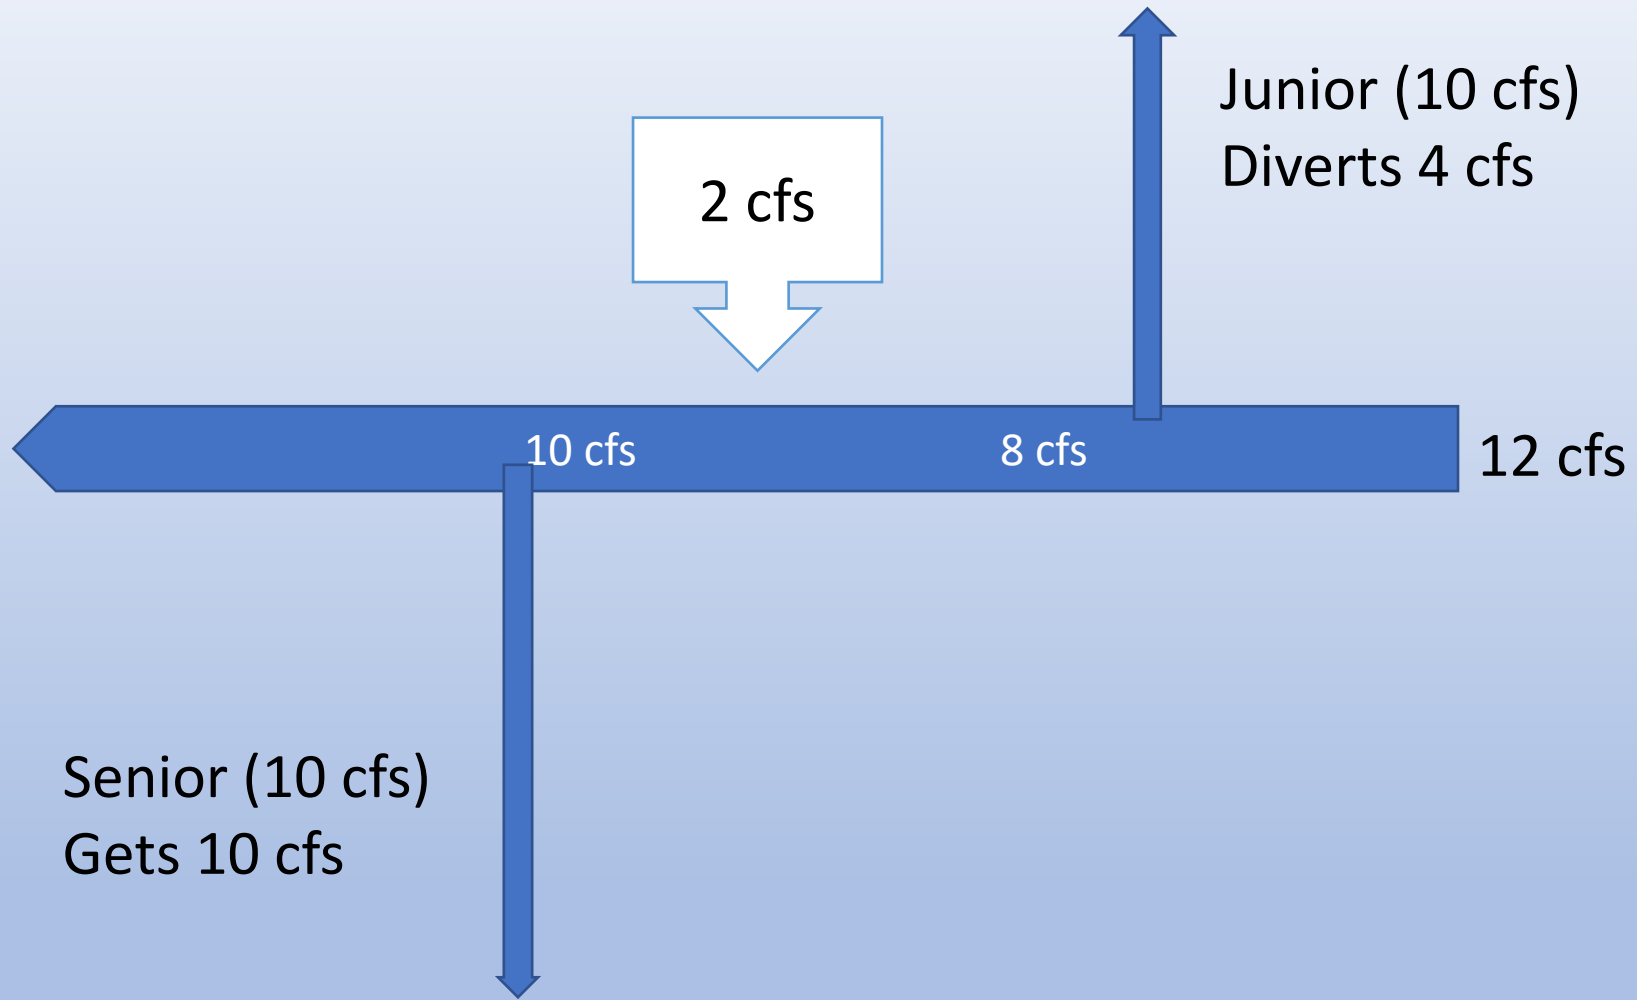 Junior (10 cfs)
Diverts 4 cfs
2 cfs
10 cfs
8 cfs
12 cfs
Senior (10 cfs)
Gets 10 cfs